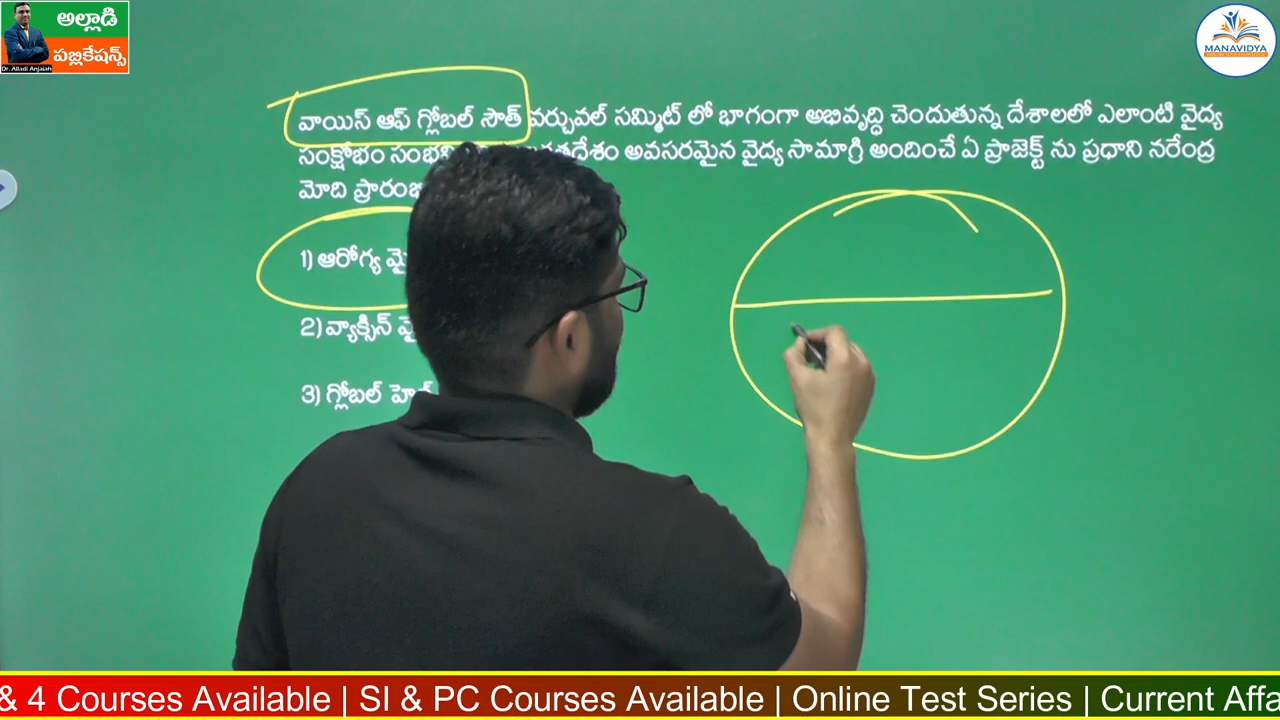 అల్లాడి
పబ్లికేషన్స్
Dr. Alladi Anjaiah
MANAVIDYA
వాయిస్ ఆఫ్ గ్లోబల్ సౌత్ వర్చువల్ సమ్మిట్ లో భాగంగా అభివృద్ధి చెందుతున్న దేశాలలో ఎలాంటి వైద్య
సంక్షోభం అవసరమైన వైద్య సామాగ్రి అందించే ఏ ప్రాజెక్ట్ ను ప్రధాని నరేంద్ర
మోది
1) ఆరోగ్య
2) వ్యాక్సిన్
3) గ్లోబల్
& 4 Courses Available | SI & PC Courses Available | Online Test Series | Current Affa